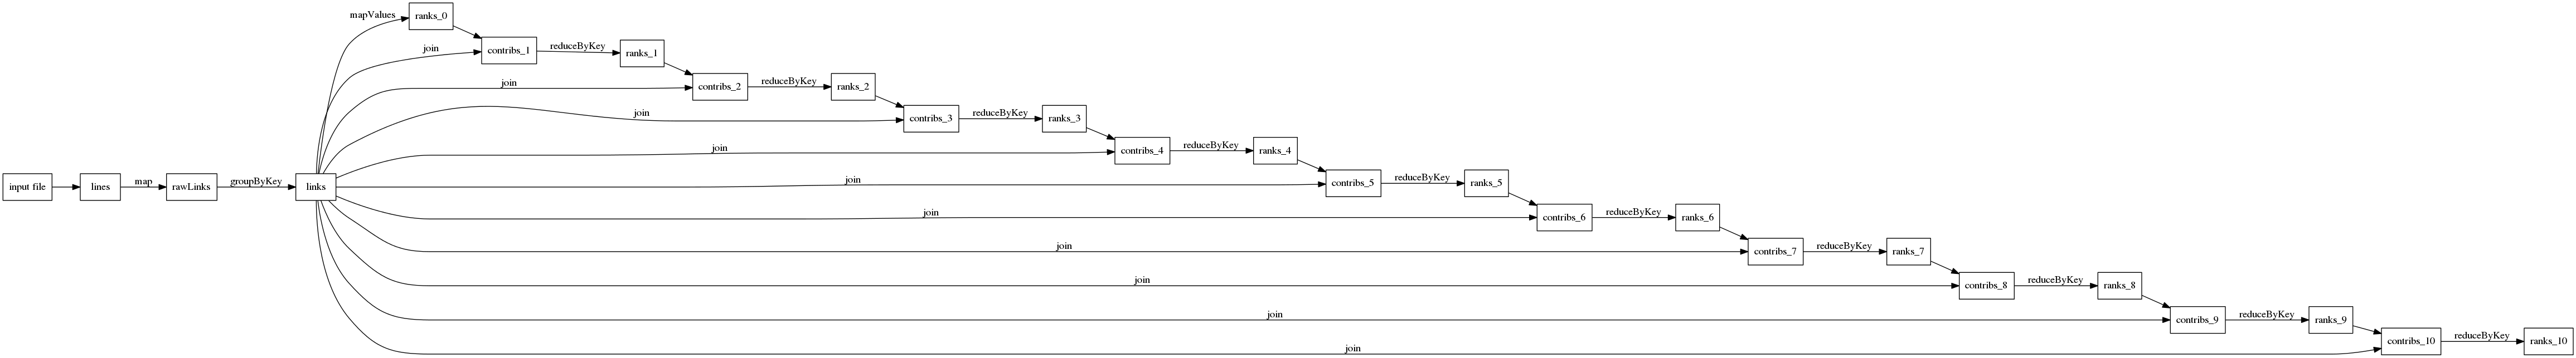 mapValues
ranks_0
join
contribs_1
reduceByKey
ranks_1
join
contribs_2
reduceByKey
ranks_2
join
contribs_3
reduceByKey
ranks_3
join
contribs_4
reduceByKey
ranks_4
input file
lines
map
rawLinks
groupByKey
links
join
contribs_5
reduceByKey
ranks_5
join
contribs_6
reduceByKey
ranks_6
join
contribs_7
reduceByKey
ranks_7
join
contribs_8
reduceByKey
ranks_8
join
contribs_9
reduceByKey
ranks_9
join
contribs_10
reduceByKey
ranks_10